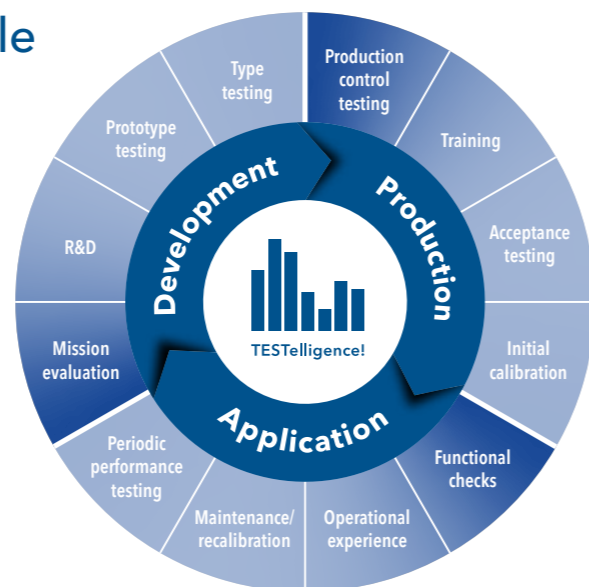 le
Type
testing
Production
control
testing
Prototype
testing
Training
R&D
Acceptance
testing
Mission
evaluation
Initial
calibration
Periodic
performance
testing
Functional
checks
Maintenance/
recalibration
Operational
experience
Development
Production
Application
TESTelligence!